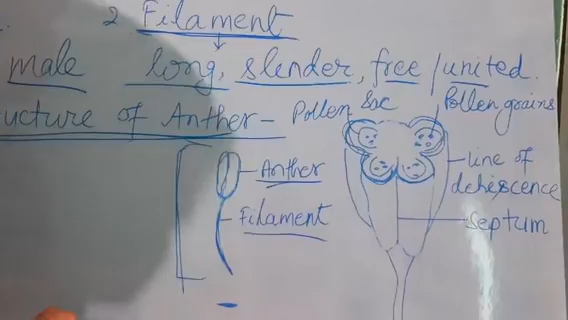 2 Filament
male long, slender, free / united.
ucture of Anther - Pollen Sac
Pollen grains
Anther
Filament
line of
dehiscence
Septum